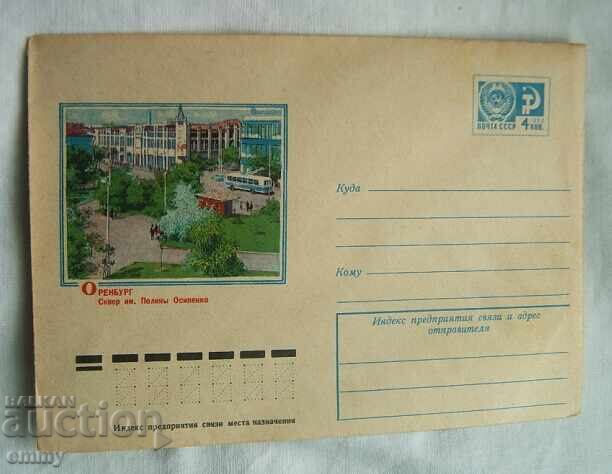 ПОЧТА СССР 4 КОП.
Куда
Кому
ОРЕНБУРГ
Сквер им. Полины Осипенко
Индекс предприятия связи и адрес
отправителя
Индекс предприятия связи места назначения
БАЛКАН
auction
emmy